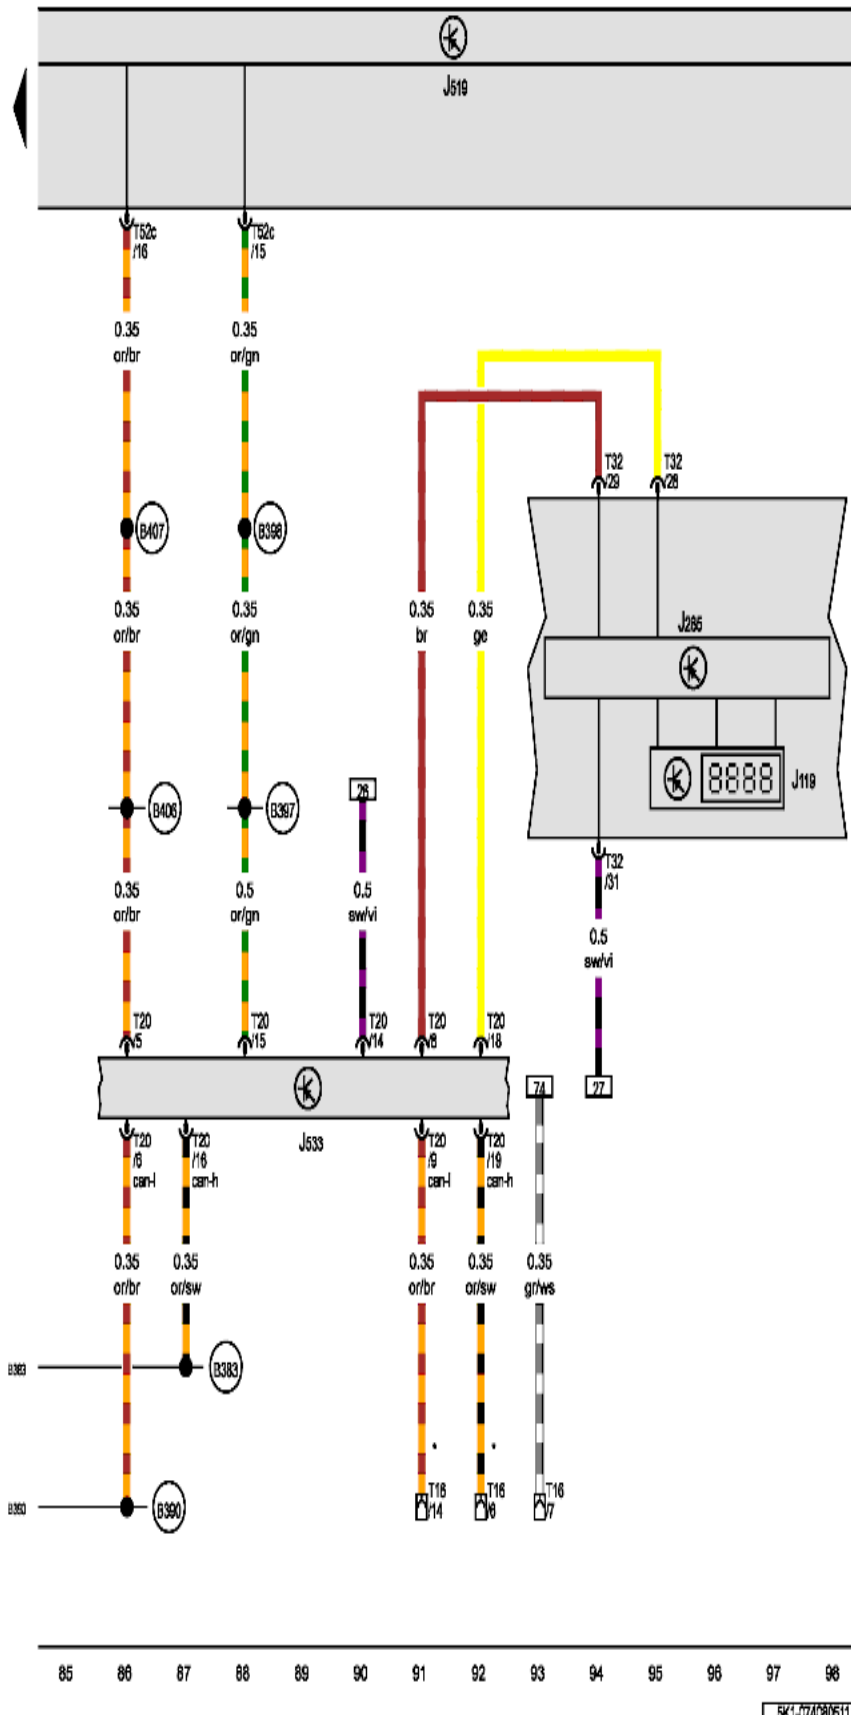 J519
T52c
/16
T52c
/15
0.35
or/br
0.35
or/gn
T32
/29
T32
/28
B407
B398
0.35
or/br
0.35
or/gn
0.35
br
0.35
ge
J285
26
J119
B406
B397
T32
/31
0.35
or/br
0.5
or/gn
0.5
sw/vi
0.5
sw/vi
T20
/5
T20
/15
T20
/14
T20
/8
T20
/18
74
27
J533
T20
/6
can-l
T20
/16
can-h
T20
/9
can-l
T20
/19
can-h
0.35
or/br
0.35
or/sw
0.35
or/br
0.35
or/sw
0.35
gr/ws
B383
B383
*
*
T16
/14
T16
/6
T16
/7
B390
B390
85 86 87 88 89 90 91 92 93 94 95 96 97 98
5K1-074080511